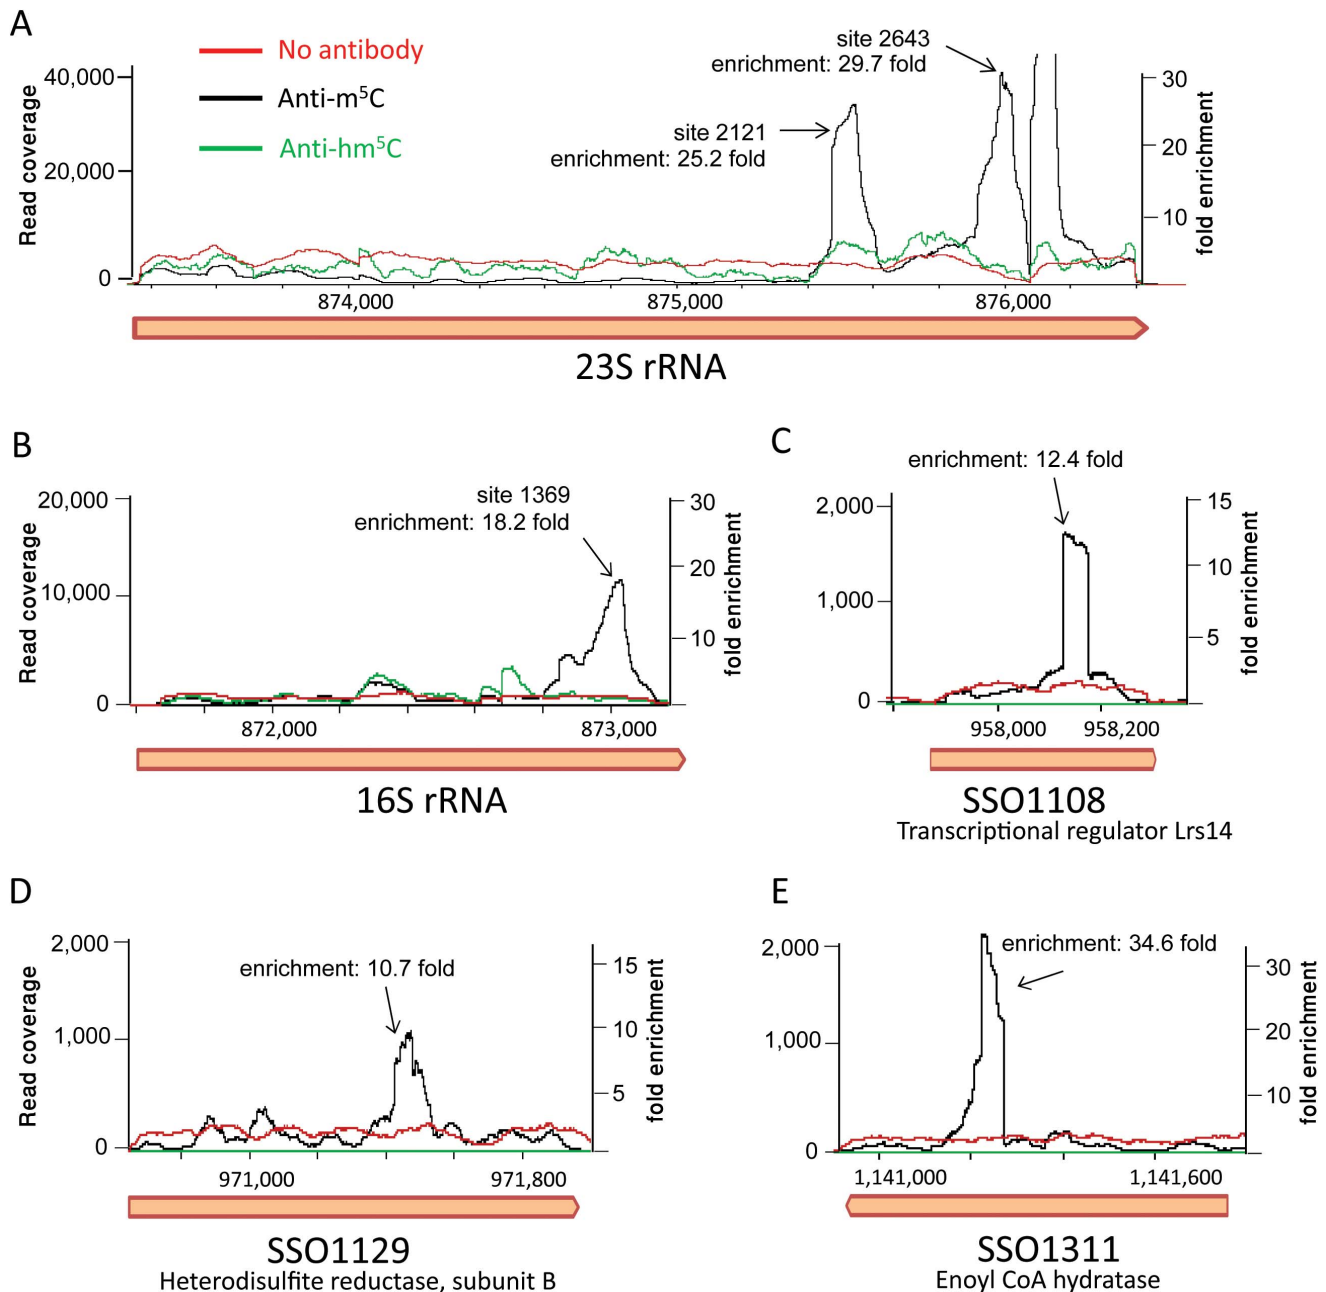 A
No antibody
Anti-m⁵C
Anti-hm⁵C
site 2643
enrichment: 29.7 fold
site 2121
enrichment: 25.2 fold
Read coverage
40,000
20,000
0
fold enrichment
30
20
10
874,000
875,000
876,000
23S rRNA
B
site 1369
enrichment: 18.2 fold
Read coverage
20,000
10,000
0
fold enrichment
30
20
10
872,000
873,000
16S rRNA
C
enrichment: 12.4 fold
2,000
1,000
0
fold enrichment
15
10
5
958,000
958,200
SSO1108
Transcriptional regulator Lrs14
D
enrichment: 10.7 fold
Read coverage
2,000
1,000
0
fold enrichment
15
10
5
971,000
971,800
SSO1129
Heterodisulfite reductase, subunit B
E
enrichment: 34.6 fold
2,000
1,000
0
fold enrichment
30
20
10
1,141,000
1,141,600
SSO1311
Enoyl CoA hydratase